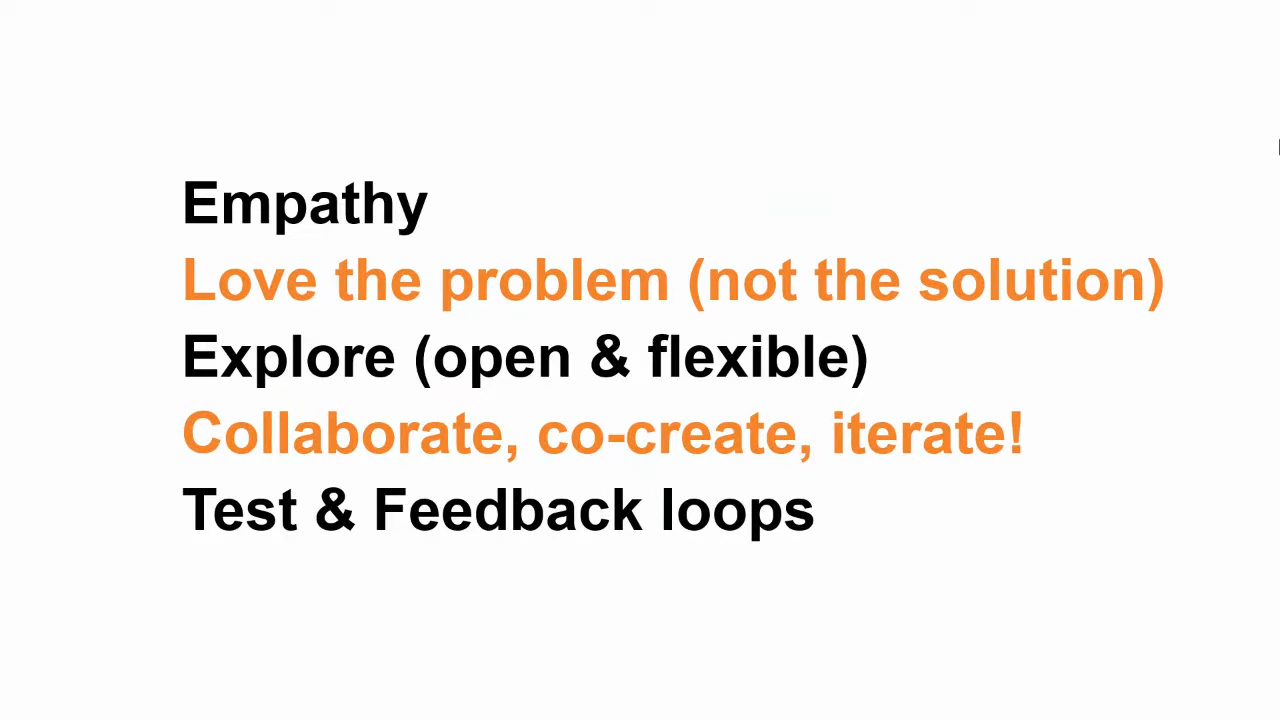 Empathy
Love the problem (not the solution)
Explore (open & flexible)
Collaborate, co-create, iterate!
Test & Feedback loops